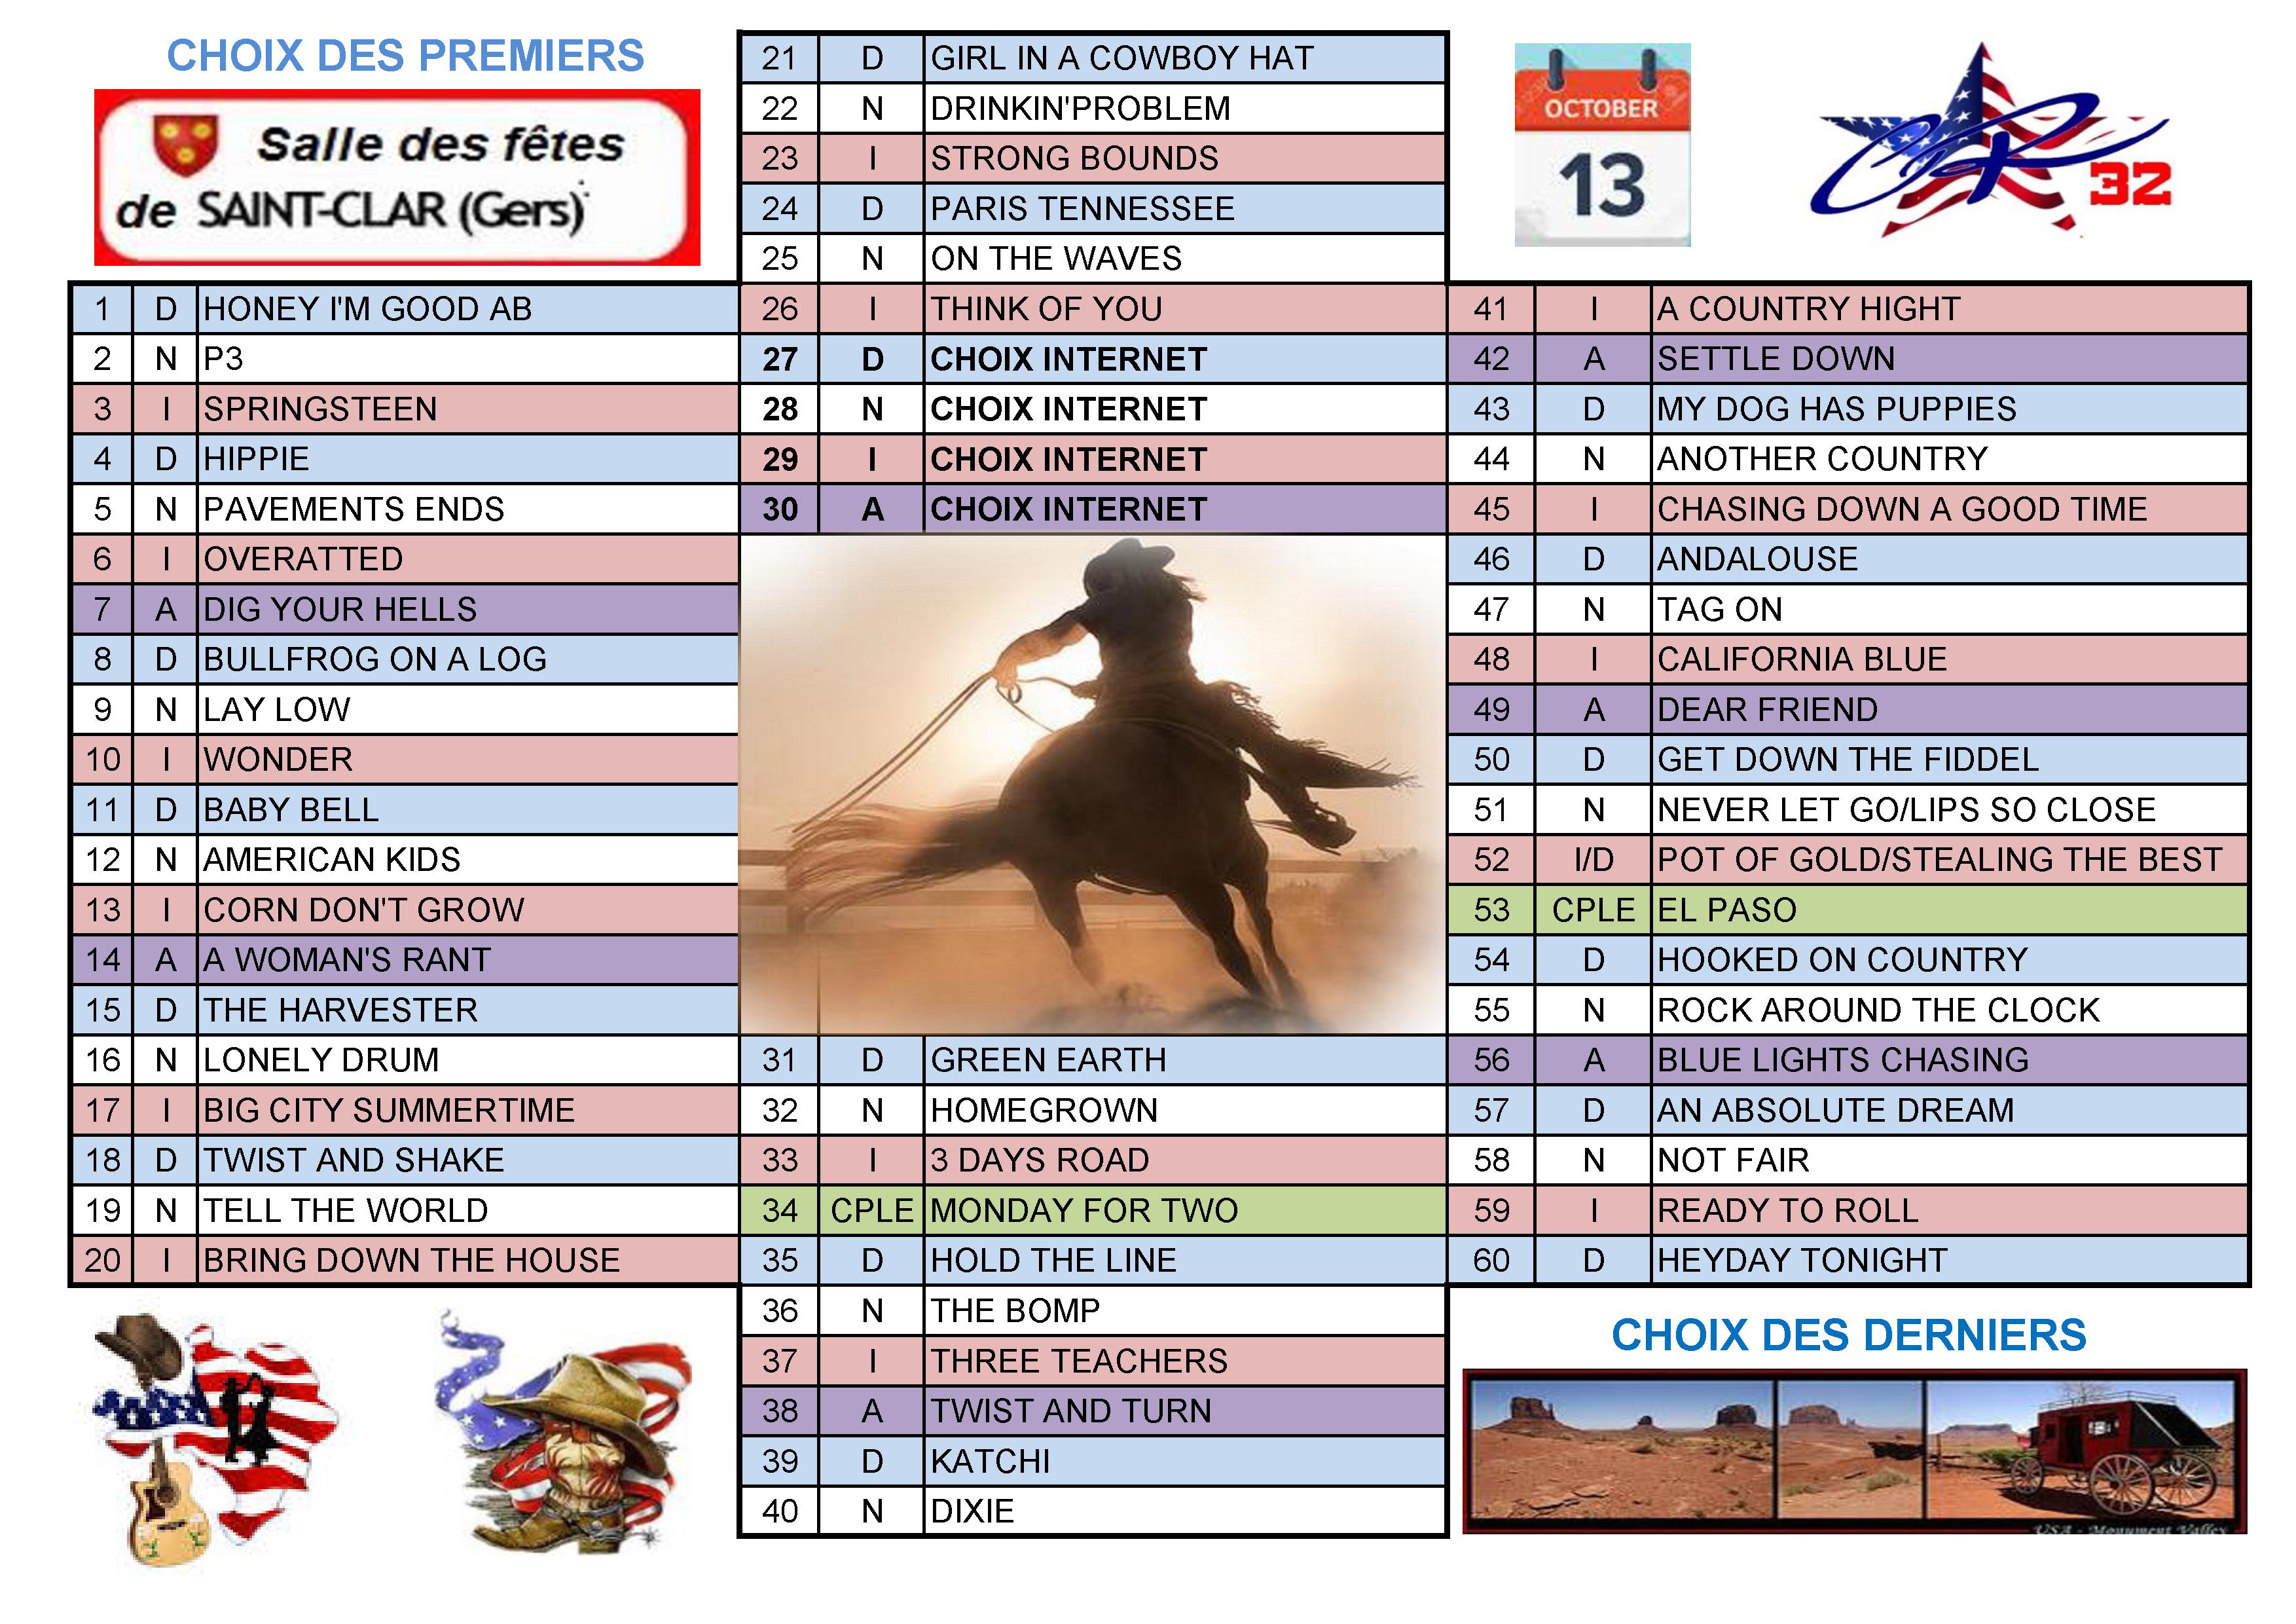 CHOIX DES PREMIERS
Salle des fêtes
de SAINT-CLAR (Gers)
1 D HONEY I'M GOOD AB
2 N P3
3 I SPRINGSTEEN
4 D HIPPIE
5 N PAVEMENTS ENDS
6 I OVERATTED
7 A DIG YOUR HELLS
8 D BULLFROG ON A LOG
9 N LAY LOW
10 I WONDER
11 D BABY BELL
12 N AMERICAN KIDS
13 I CORN DON'T GROW
14 A A WOMAN'S RANT
15 D THE HARVESTER
16 N LONELY DRUM
17 I BIG CITY SUMMERTIME
18 D TWIST AND SHAKE
19 N TELL THE WORLD
20 I BRING DOWN THE HOUSE
21 D GIRL IN A COWBOY HAT
22 N DRINKIN'PROBLEM
23 I STRONG BOUNDS
24 D PARIS TENNESSEE
25 N ON THE WAVES
26 I THINK OF YOU
27 D CHOIX INTERNET
28 N CHOIX INTERNET
29 I CHOIX INTERNET
30 A CHOIX INTERNET
31 D GREEN EARTH
32 N HOMEGROWN
33 I 3 DAYS ROAD
34 CPLE MONDAY FOR TWO
35 D HOLD THE LINE
36 N THE BOMP
37 I THREE TEACHERS
38 A TWIST AND TURN
39 D KATCHI
40 N DIXIE
OCTOBER
13
CR 32
41 I A COUNTRY HIGHT
42 A SETTLE DOWN
43 D MY DOG HAS PUPPIES
44 N ANOTHER COUNTRY
45 I CHASING DOWN A GOOD TIME
46 D ANDALOUSE
47 N TAG ON
48 I CALIFORNIA BLUE
49 A DEAR FRIEND
50 D GET DOWN THE FIDDEL
51 N NEVER LET GO/LIPS SO CLOSE
52 I/D POT OF GOLD/STEALING THE BEST
53 CPLE EL PASO
54 D HOOKED ON COUNTRY
55 N ROCK AROUND THE CLOCK
56 A BLUE LIGHTS CHASING
57 D AN ABSOLUTE DREAM
58 N NOT FAIR
59 I READY TO ROLL
60 D HEYDAY TONIGHT
CHOIX DES DERNIERS
USA - Monument Valley